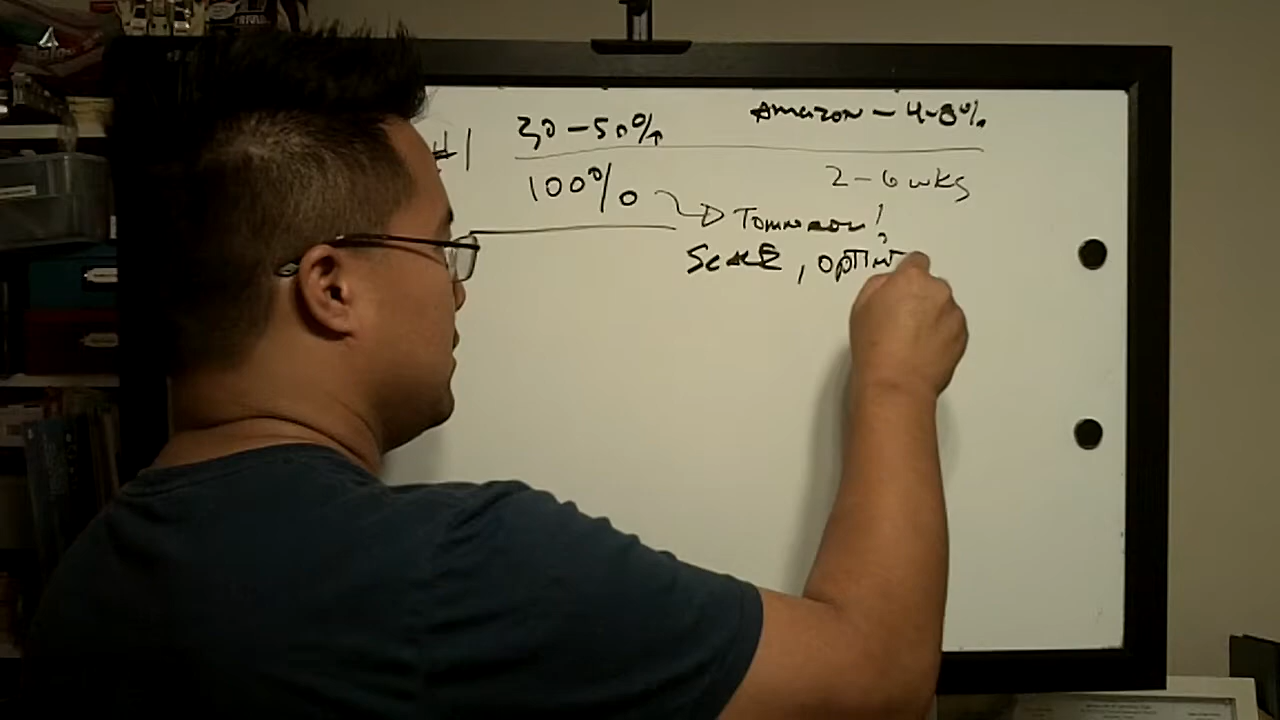 #1 30-50% Amazon - 4-8%
100% 2-6 wks
Tomorrow!
Scale, optim